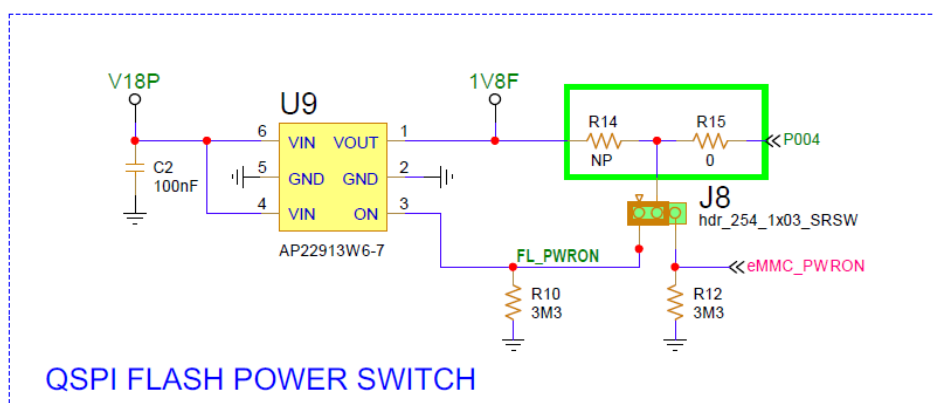 V18P
1V8F
U9
R14
R15
P004
NP
0
6 VIN VOUT 1
5 GND GND 2
4 VIN ON 3
C2
100nF
AP22913W6-7
J8
hdr_254_1x03_SRSW
FL_PWRON
eMMC_PWRON
R10
3M3
R12
3M3
QSPI FLASH POWER SWITCH